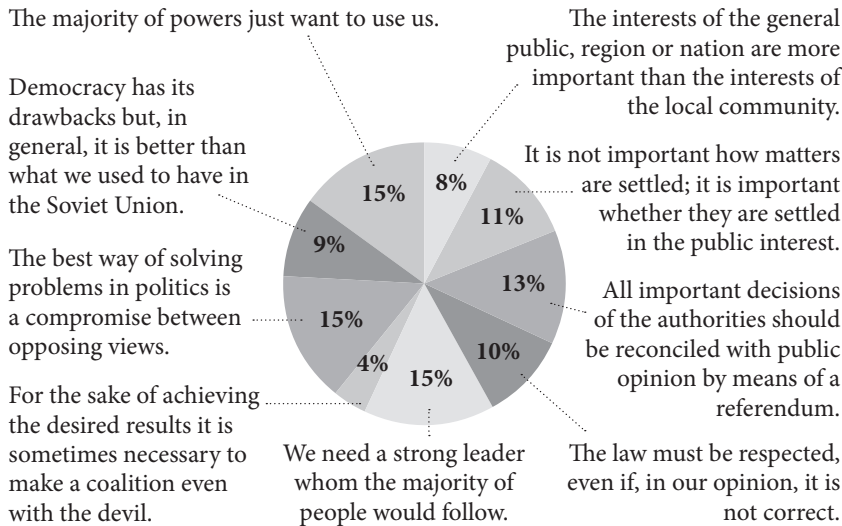 The majority of powers just want to use us.
Democracy has its
drawbacks but, in
general, it is better than
what we used to have in
the Soviet Union.
The best way of solving
problems in politics is
a compromise between
opposing views.
For the sake of achieving
the desired results it is
sometimes necessary to
make a coalition even
with the devil.
15%
8%
11%
9%
13%
15%
10%
4%
15%
We need a strong leader
whom the majority of
people would follow.
The interests of the general
public, region or nation are more
important than the interests of
the local community.
It is not important how matters
are settled; it is important
whether they are settled
in the public interest.
All important decisions
of the authorities should
be reconciled with public
opinion by means of a
referendum.
The law must be respected,
even if, in our opinion, it is
not correct.